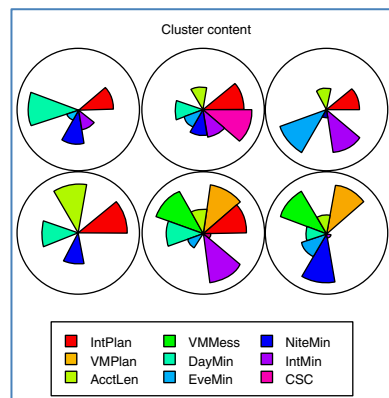 Cluster content
IntPlan VMMess NiteMin
VMPlan DayMin IntMin
AcctLen EveMin CSC